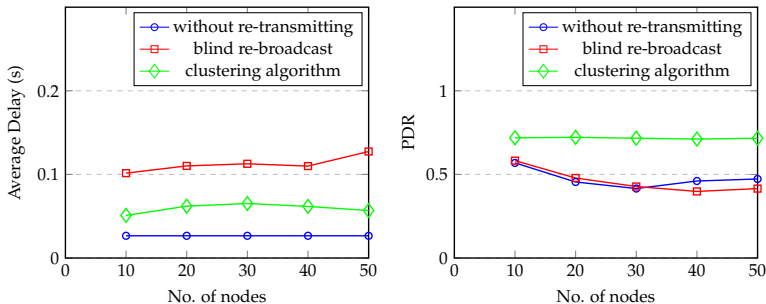 without re-transmitting
blind re-broadcast
clustering algorithm
0.2
0.1
0
Average Delay (s)
0 10 20 30 40 50
No. of nodes
without re-transmitting
blind re-broadcast
clustering algorithm
1
0.5
0
PDR
0 10 20 30 40 50
No. of nodes